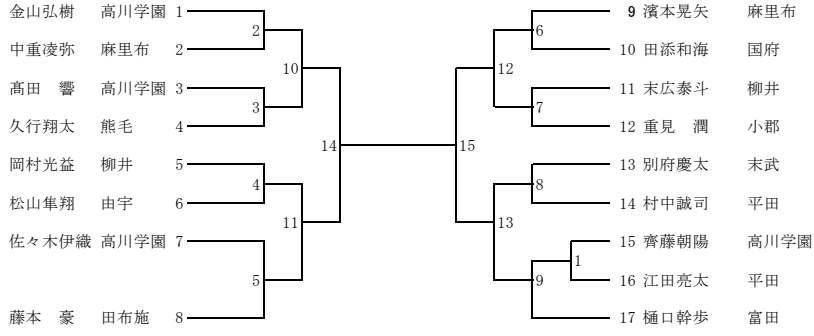 金山弘樹 高川学園 1
中重凌弥 麻里布 2
髙田 響 高川学園 3
久行翔太 熊毛 4
岡村光益 柳井 5
松山隼翔 由宇 6
佐々木伊織 高川学園 7
藤本 豪 田布施 8
2
3
4
5
10
11
14
15
12
13
6
7
8
9
1
9 濱本晃矢 麻里布
10 田添和海 国府
11 末広泰斗 柳井
12 重見 潤 小郡
13 別府慶太 末武
14 村中誠司 平田
15 齊藤朝陽 高川学園
16 江田亮太 平田
17 樋口幹歩 富田